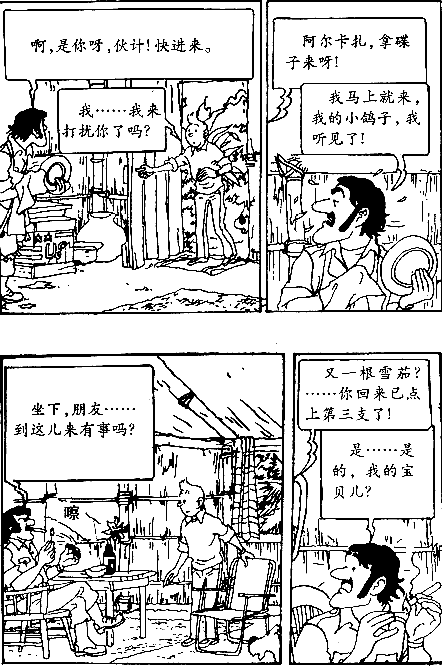 啊,是你呀,伙计!快进来。
我……我来
打扰你了吗?
阿尔卡扎,拿碟
子来呀!
我马上就来,
我的小鸽子,我
听见了!
坐下,朋友……
到这儿来有事吗?
嚓
又一根雪茄?
……你回来已点
上第三支了!
是……是
的,我的宝
贝儿?